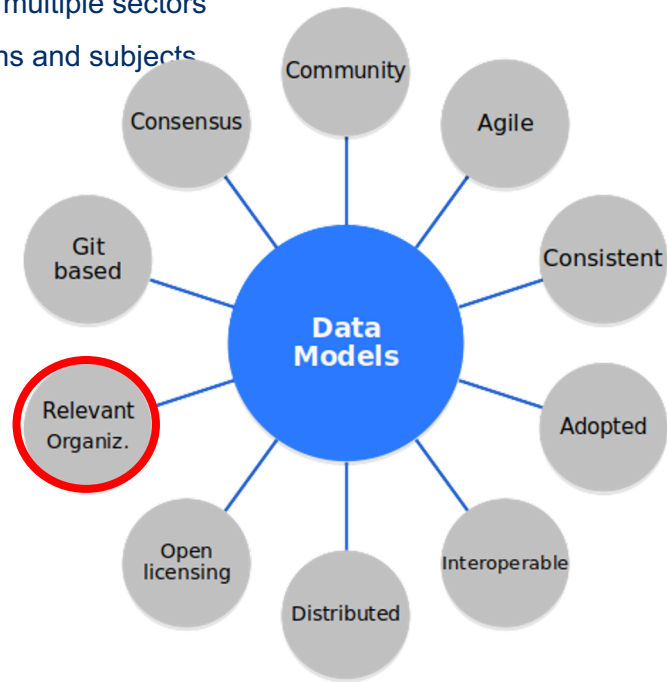 multiple sectors
ns and subjects
Community
Consensus
Agile
Git
based
Consistent
Data
Models
Relevant
Organiz.
Adopted
Open
licensing
Interoperable
Distributed